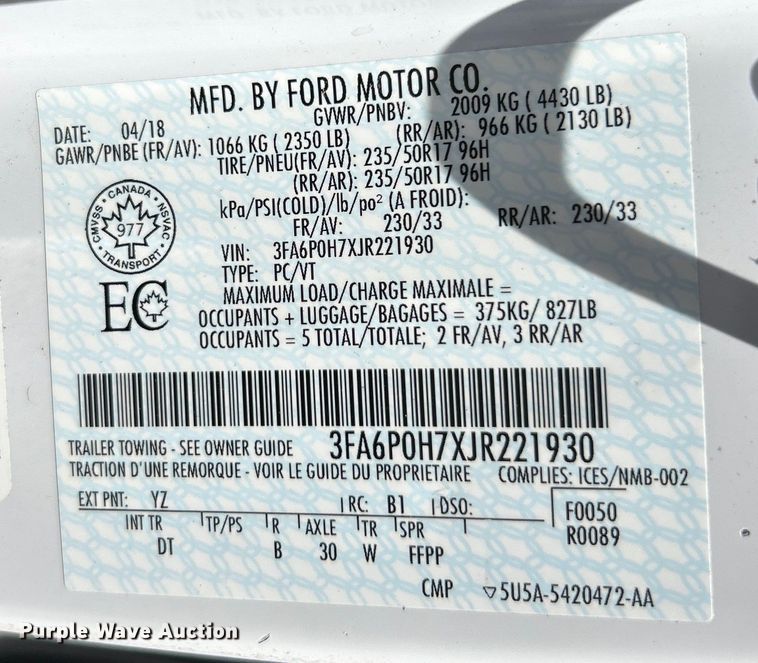 MFD. BY FORD MOTOR CO.
DATE: 04/18 GVWR/PNBV: 2009 KG ( 4430 LB)
GAWR/PNBE (FR/AV): 1066 KG ( 2350 LB) (RR/AR): 966 KG ( 2130 LB)
TIRE/PNEU(FR/AV): 235/50R17 96H
(RR/AR): 235/50R17 96H
kPa/PSI(COLD)/lb/po² (A FROID):
FR/AV: 230/33 RR/AR: 230/33
VIN: 3FA6P0H7XJR221930
TYPE: PC/VT
MAXIMUM LOAD/CHARGE MAXIMALE =
OCCUPANTS + LUGGAGE/BAGAGES = 375KG/ 827LB
OCCUPANTS = 5 TOTAL/TOTALE; 2 FR/AV, 3 RR/AR
CANADA
CMVSS
NSVAC
977
TRANSPORT
EC
3FA6P0H7XJR221930
TRAILER TOWING - SEE OWNER GUIDE
TRACTION D'UNE REMORQUE - VOIR LE GUIDE DU PROPRIETAIRE
COMPLIES: ICES/NMB-002
EXT PNT: YZ RC: B1 DSO: F0050
INT TR TP/PS R AXLE TR SPR R0089
DT B 30 W FFPP
CMP 5U5A-5420472-AA
Purple Wave Auction